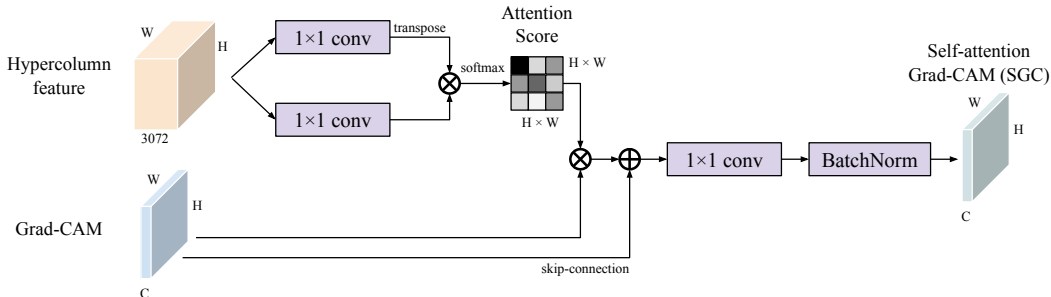 Hypercolumn
feature
W
H
3072
1×1 conv
transpose
1×1 conv
softmax
Attention
Score
H × W
H × W
Grad-CAM
W
H
C
skip-connection
1×1 conv
BatchNorm
Self-attention
Grad-CAM (SGC)
W
H
C